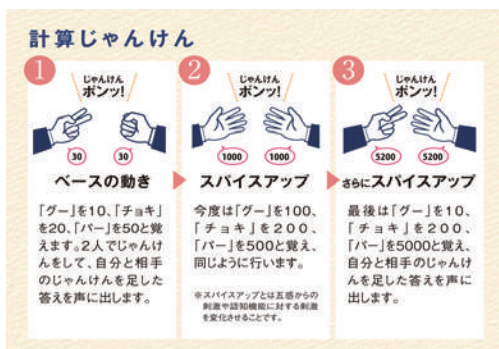 計算じゃんけん
1
じゃんけん
ポンッ!
30
30
ベースの動き
「グー」を10、「チョキ」
を20、「パー」を50と覚
えます。2人でじゃんけ
んをして、自分と相手
のじゃんけんを足した
答えを声に出します。
2
じゃんけん
ポンッ!
1000
1000
スパイスアップ
今度は「グー」を100、
「チョキ」を200、
「パー」を500と覚え、
同じように行います。
※スパイスアップとは五感からの
刺激や認知機能に対する刺激
を変化させることです。
3
じゃんけん
ポンッ!
5200
5200
さらにスパイスアップ
最後は「グー」を10、
「チョキ」を200、
「パー」を5000と覚え、
自分と相手のじゃんけ
んを足した答えを声に
出します。